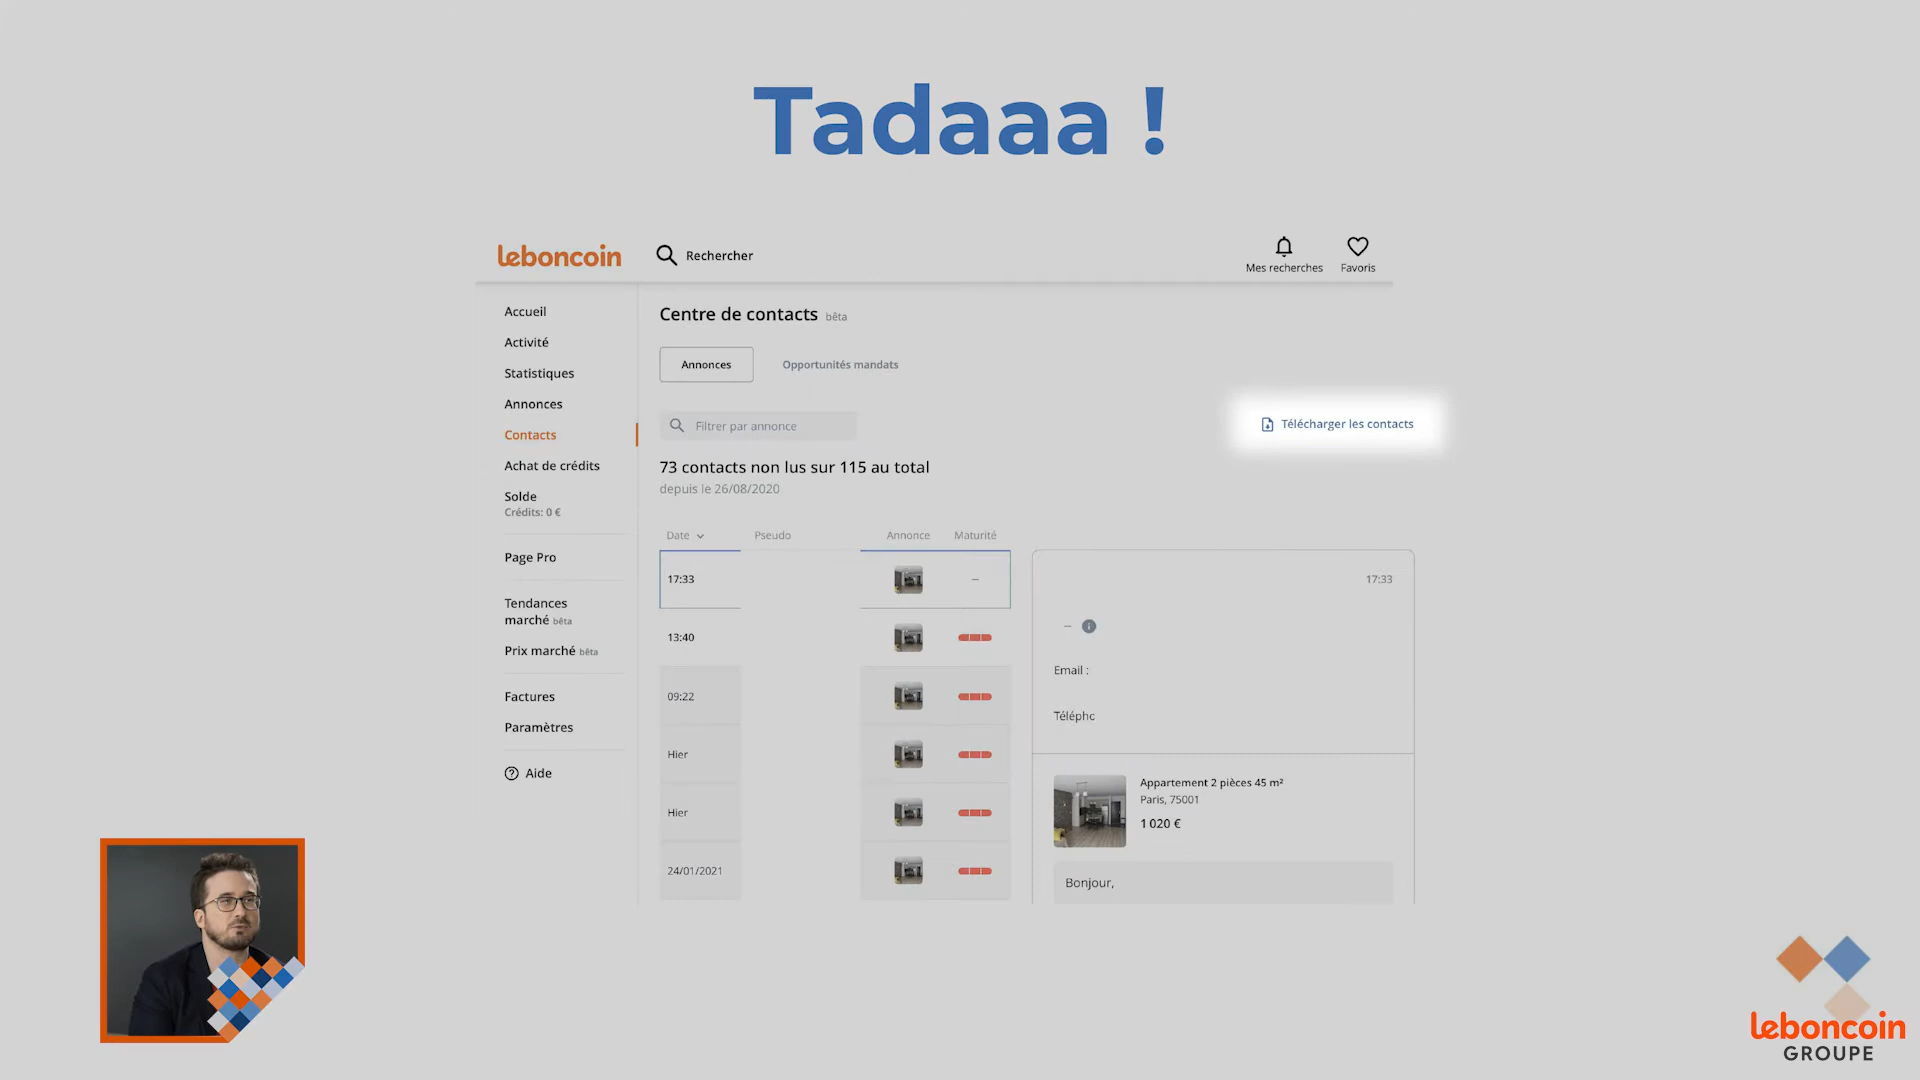 Tadaaa !
leboncoin
Rechercher
Mes recherches
Favoris
Accueil
Activité
Statistiques
Annonces
Contacts
Achat de crédits
Solde
Crédits: 0 €
Page Pro
Tendances
marché bêta
Prix marché bêta
Factures
Paramètres
Aide
Centre de contacts bêta
Annonces
Opportunités mandats
Filtrer par annonce
Télécharger les contacts
73 contacts non lus sur 115 au total
depuis le 26/08/2020
Date Pseudo Annonce Maturité
17:33 –
13:40
09:22
Hier
Hier
24/01/2021
17:33
–
Email :
Télépho
Appartement 2 pièces 45 m²
Paris, 75001
1 020 €
Bonjour,
leboncoin
GROUPE